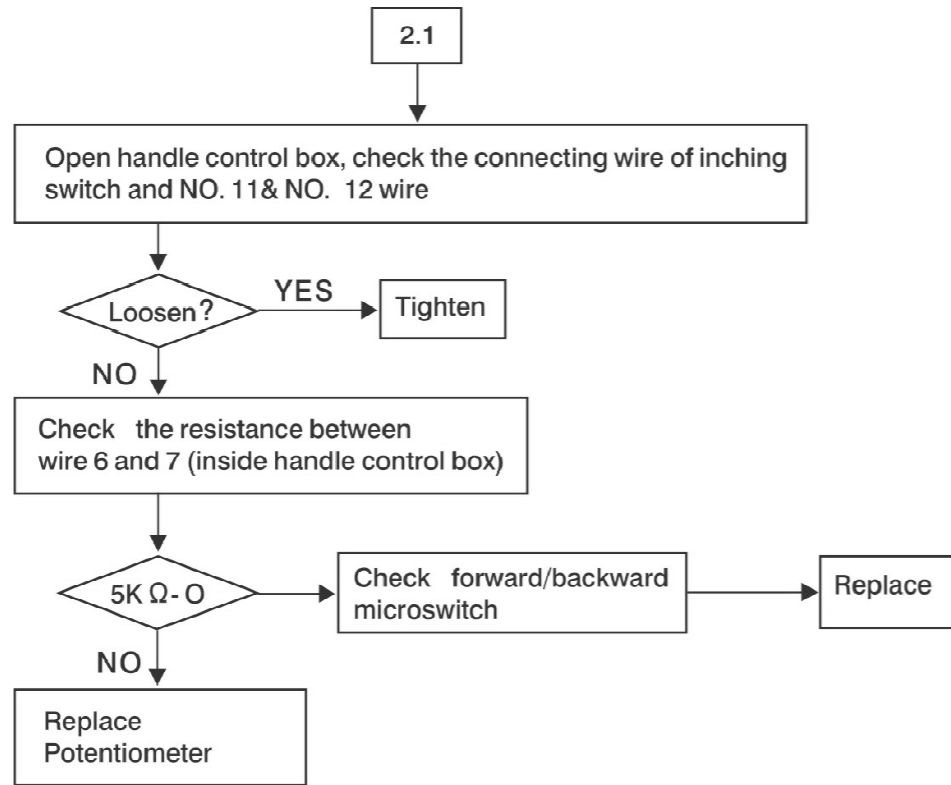 2.1
Open handle control box, check the connecting wire of inching
switch and NO. 11& NO. 12 wire
Loosen?
YES
Tighten
NO
Check the resistance between
wire 6 and 7 (inside handle control box)
5K Ω- O
Check forward/backward
microswitch
Replace
NO
Replace
Potentiometer